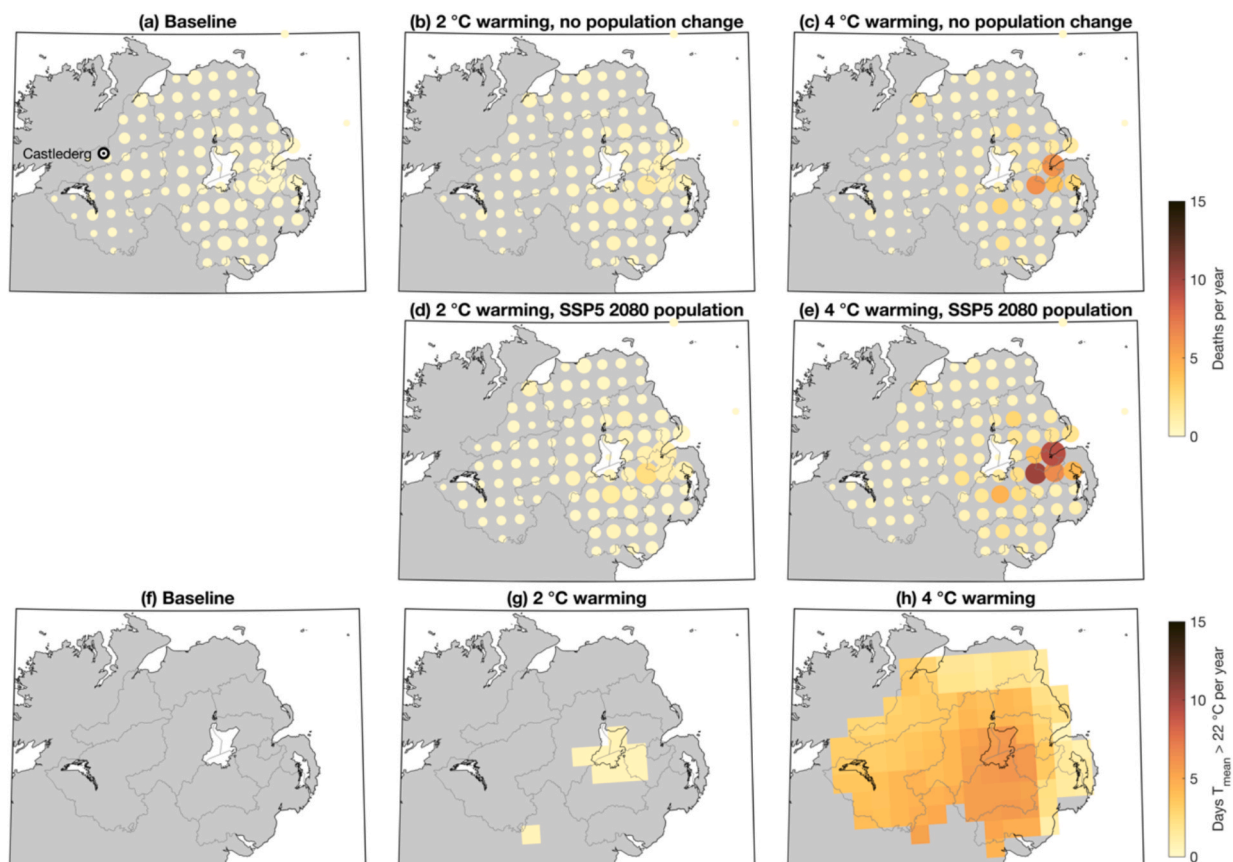 (a) Baseline
(b) 2 °C warming, no population change
(c) 4 °C warming, no population change
Castlederg
(d) 2 °C warming, SSP5 2080 population
(e) 4 °C warming, SSP5 2080 population
15
10
5
0
Deaths per year
(f) Baseline
(g) 2 °C warming
(h) 4 °C warming
15
10
5
0
Days Tmean > 22 °C per year